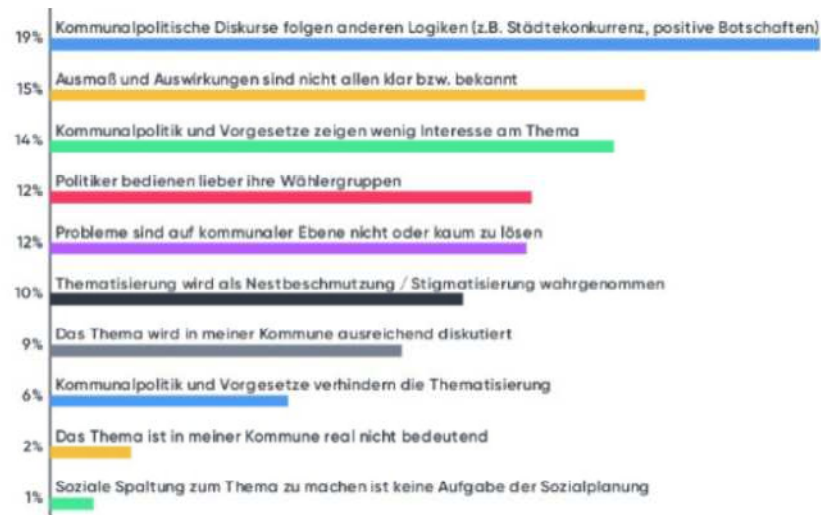 Kommunalpolitische Diskurse folgen anderen Logiken (z.B. Städtekonkurrenz, positive Botschaften)
19%
Ausmaß und Auswirkungen sind nicht allen klar bzw. bekannt
15%
Kommunalpolitik und Vorgesetze zeigen wenig Interesse am Thema
14%
Politiker bedienen lieber ihre Wählergruppen
12%
Probleme sind auf kommunaler Ebene nicht oder kaum zu lösen
12%
Thematisierung wird als Nestbeschmutzung / Stigmatisierung wahrgenommen
10%
Das Thema wird in meiner Kommune ausreichend diskutiert
9%
Kommunalpolitik und Vorgesetze verhindern die Thematisierung
6%
Das Thema ist in meiner Kommune real nicht bedeutend
2%
Soziale Spaltung zum Thema zu machen ist keine Aufgabe der Sozialplanung
1%